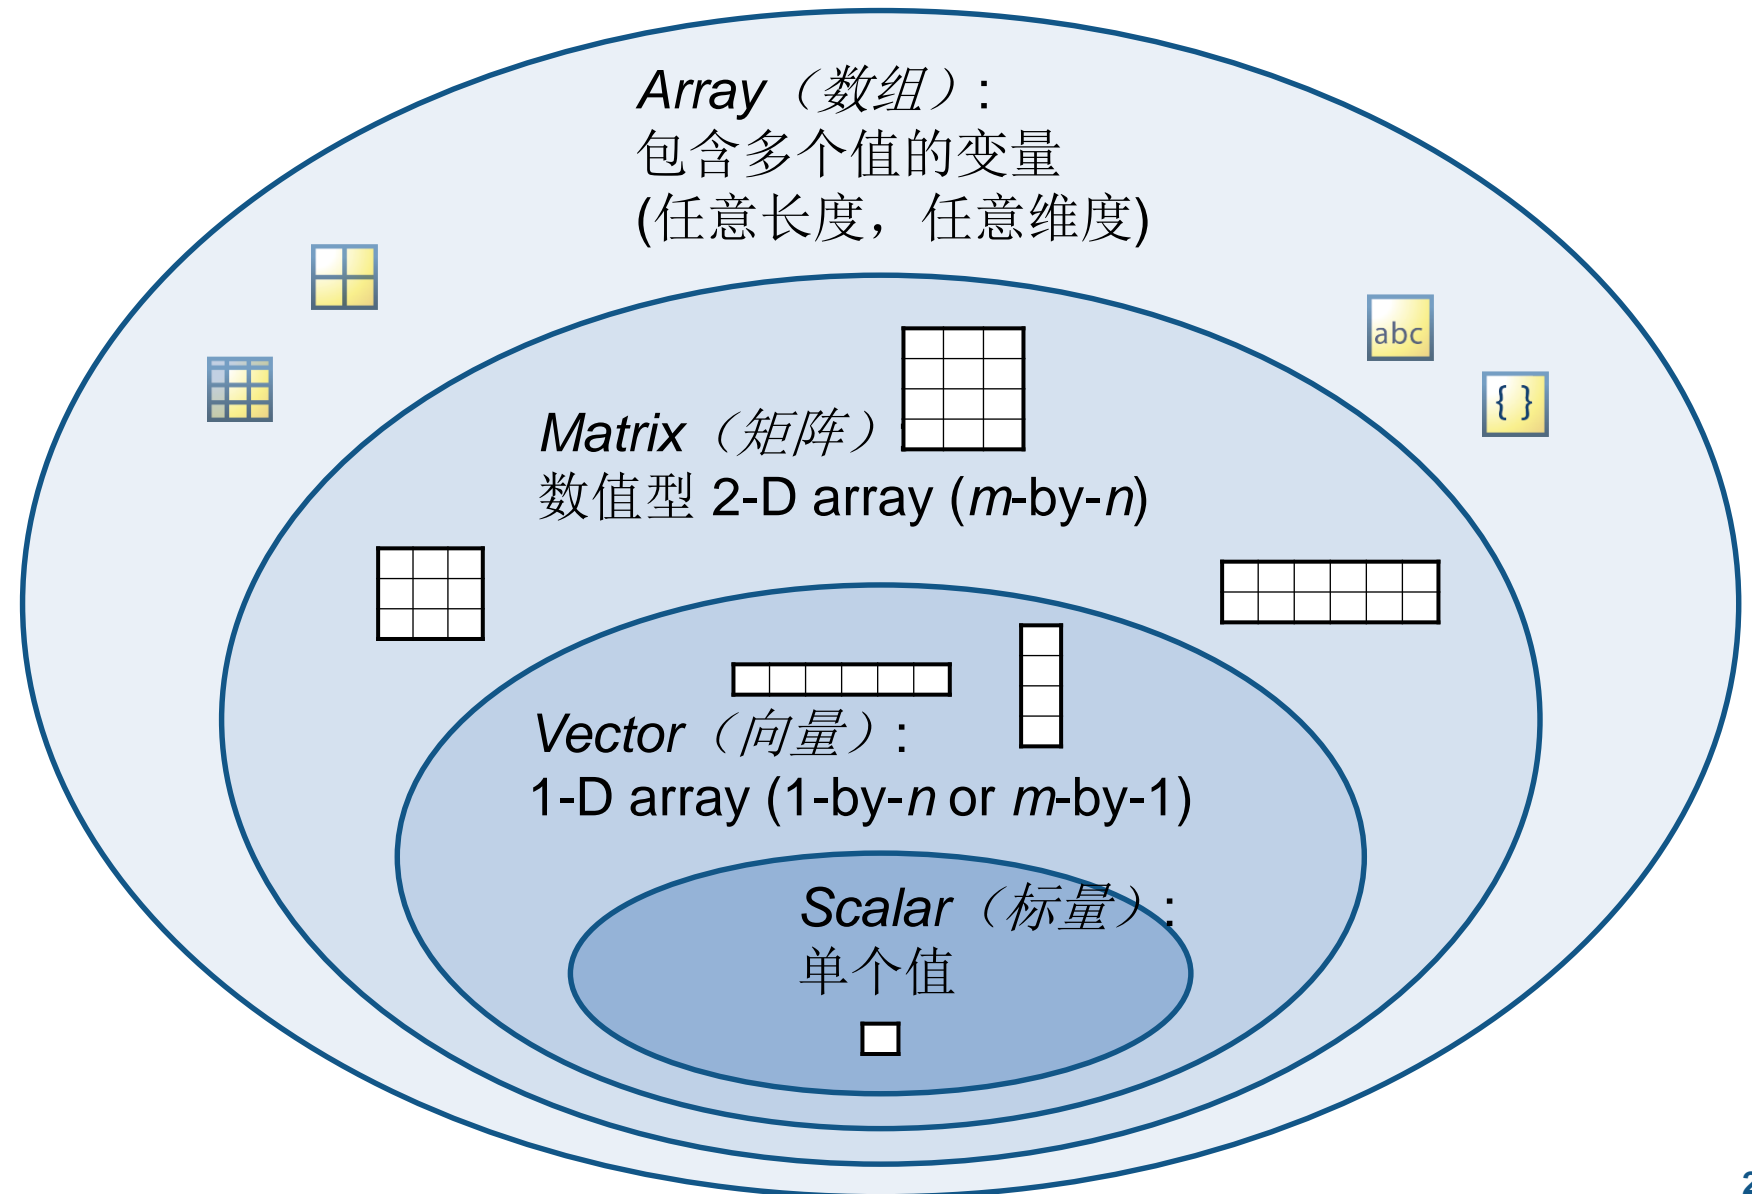 Array（数组）:
包含多个值的变量
(任意长度，任意维度)
abc
{ }
Matrix（矩阵）
数值型 2-D array (m-by-n)
Vector（向量）:
1-D array (1-by-n or m-by-1)
Scalar（标量）:
单个值